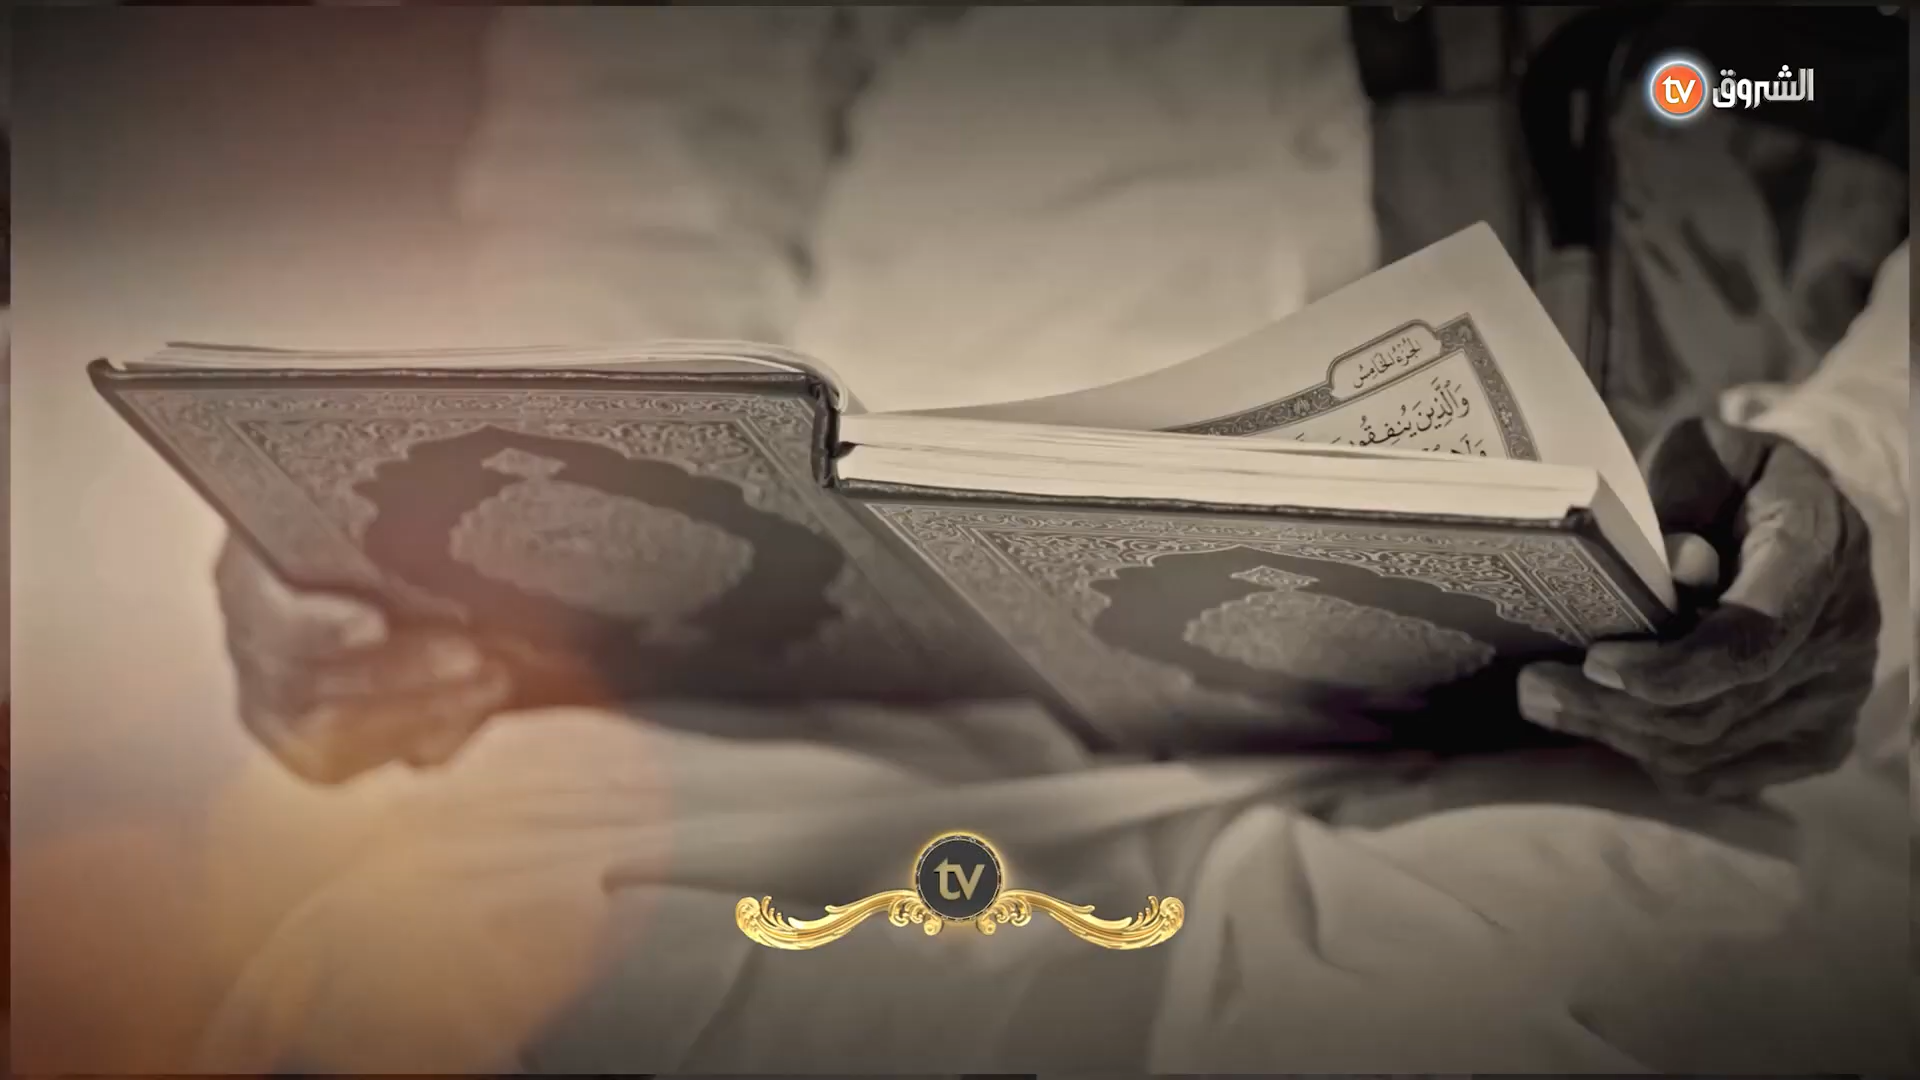 الشروق tv
الجزء الخامس
وَالَّذِينَ يُنفِقُونَ
tv